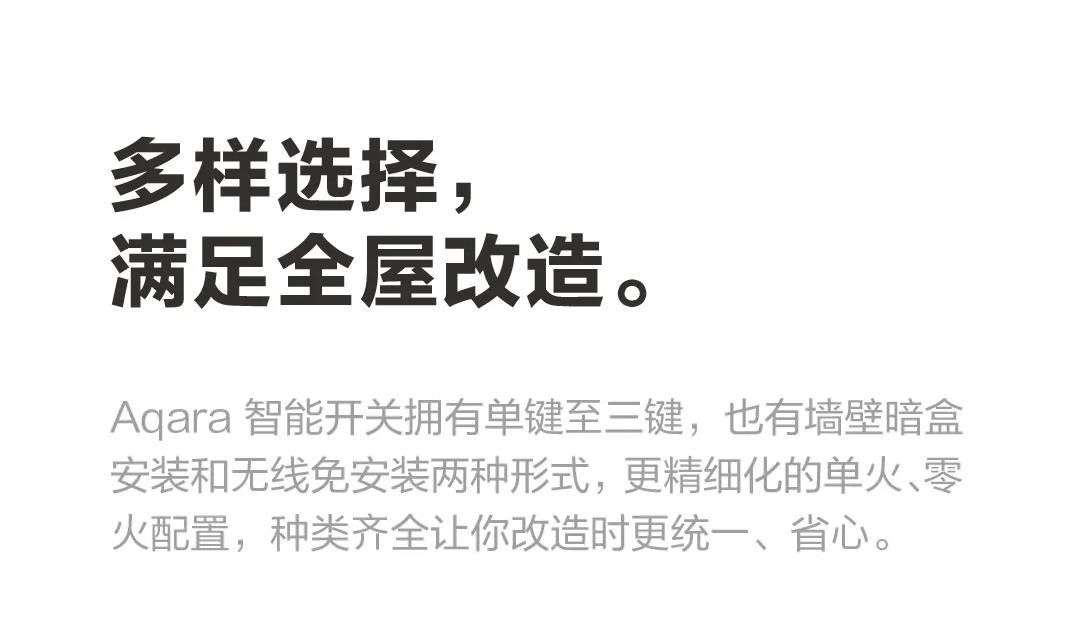 多样选择，
满足全屋改造。
Aqara 智能开关拥有单键至三键，也有墙壁暗盒
安装和无线免安装两种形式，更精细化的单火、零
火配置，种类齐全让你改造时更统一、省心。